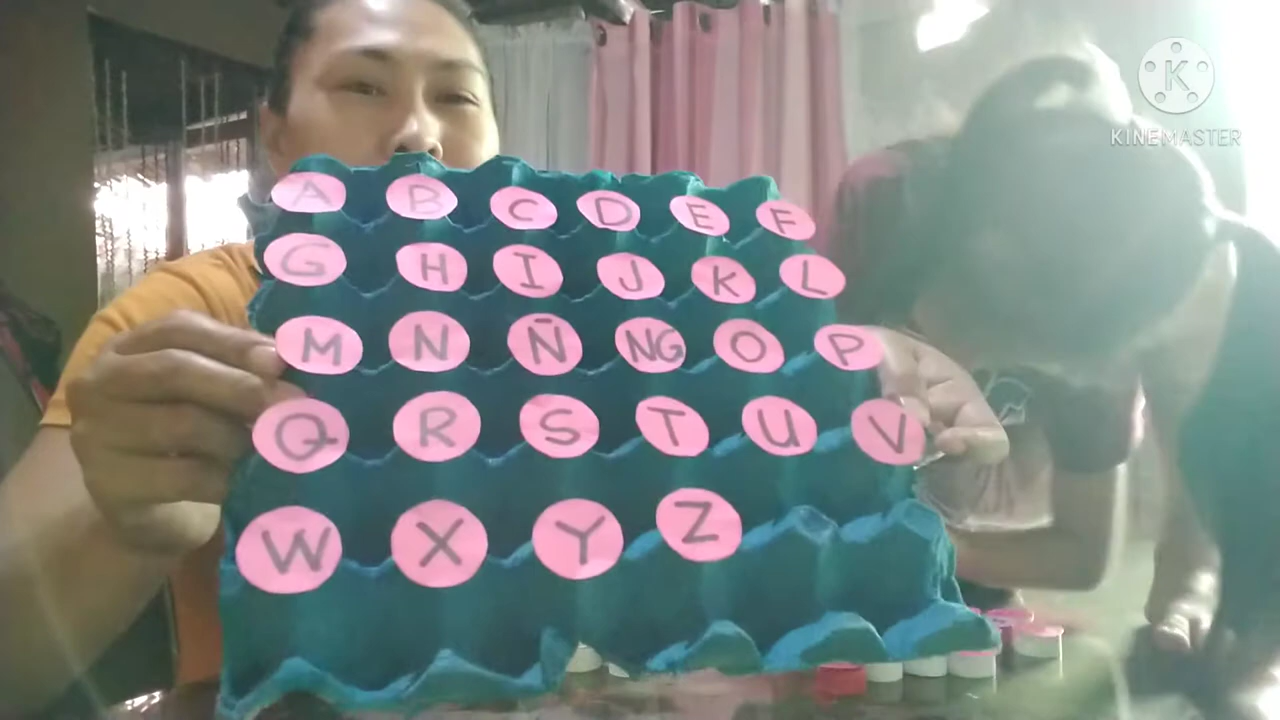 K
KINEMASTER
A B C D E F
G H I J K L
M N Ñ NG O P
Q R S T U V
W X Y Z